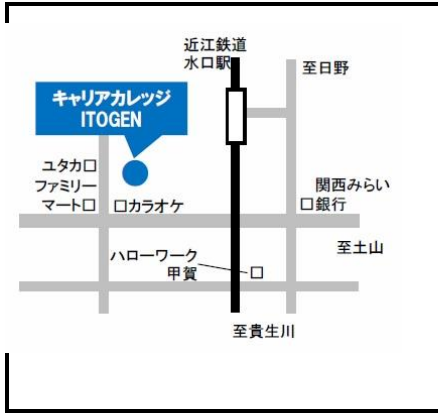 近江鉄道
水口駅
至日野
キャリアカレッジ
ITOGEN
ユタカ
ファミリー
マート
カラオケ
関西みらい
銀行
至土山
ハローワーク
甲賀
至貴生川